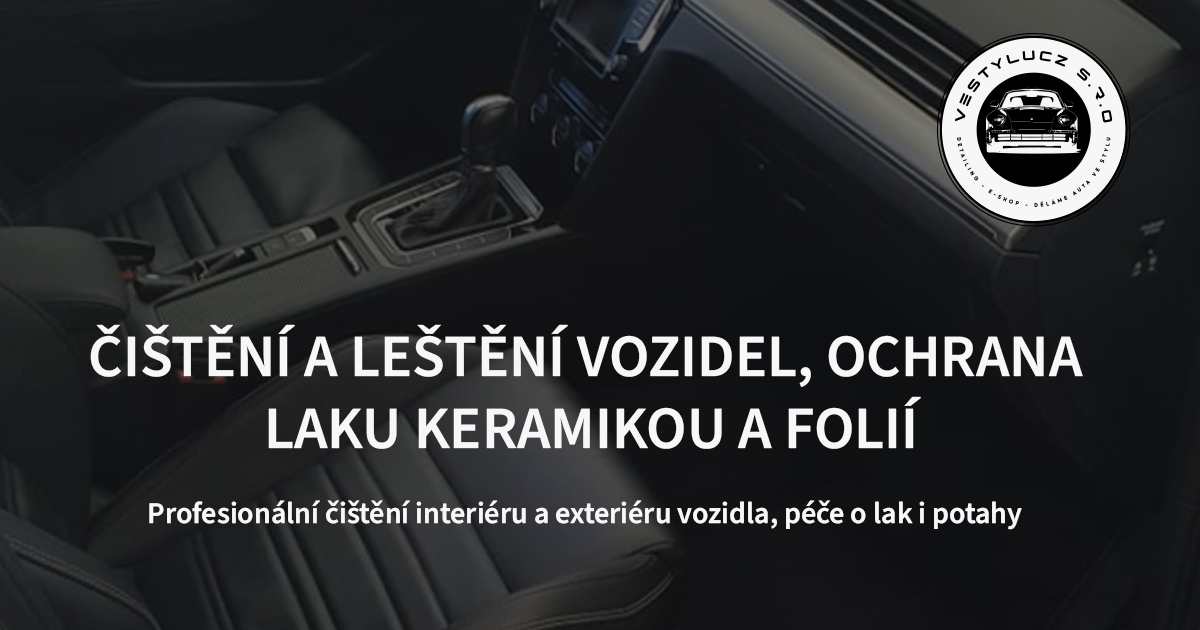 VESTYLUCZ S.R.O
DETAILING - E-SHOP - DĚLÁME AUTA VE STYLU
ČIŠTĚNÍ A LEŠTĚNÍ VOZIDEL, OCHRANA
LAKU KERAMIKOU A FOLIÍ
Profesionální čištění interiéru a exteriéru vozidla, péče o lak i potahy